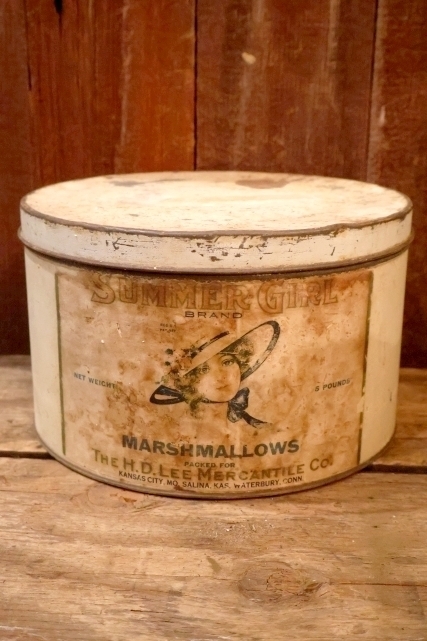 SUMMER-GIRL
BRAND
NET WEIGHT
5 POUNDS
MARSHMALLOWS
PACKED FOR
THE H.D. LEE MERCANTILE CO.
KANSAS CITY, MO. SALINA, KAS. WATERBURY, CONN.